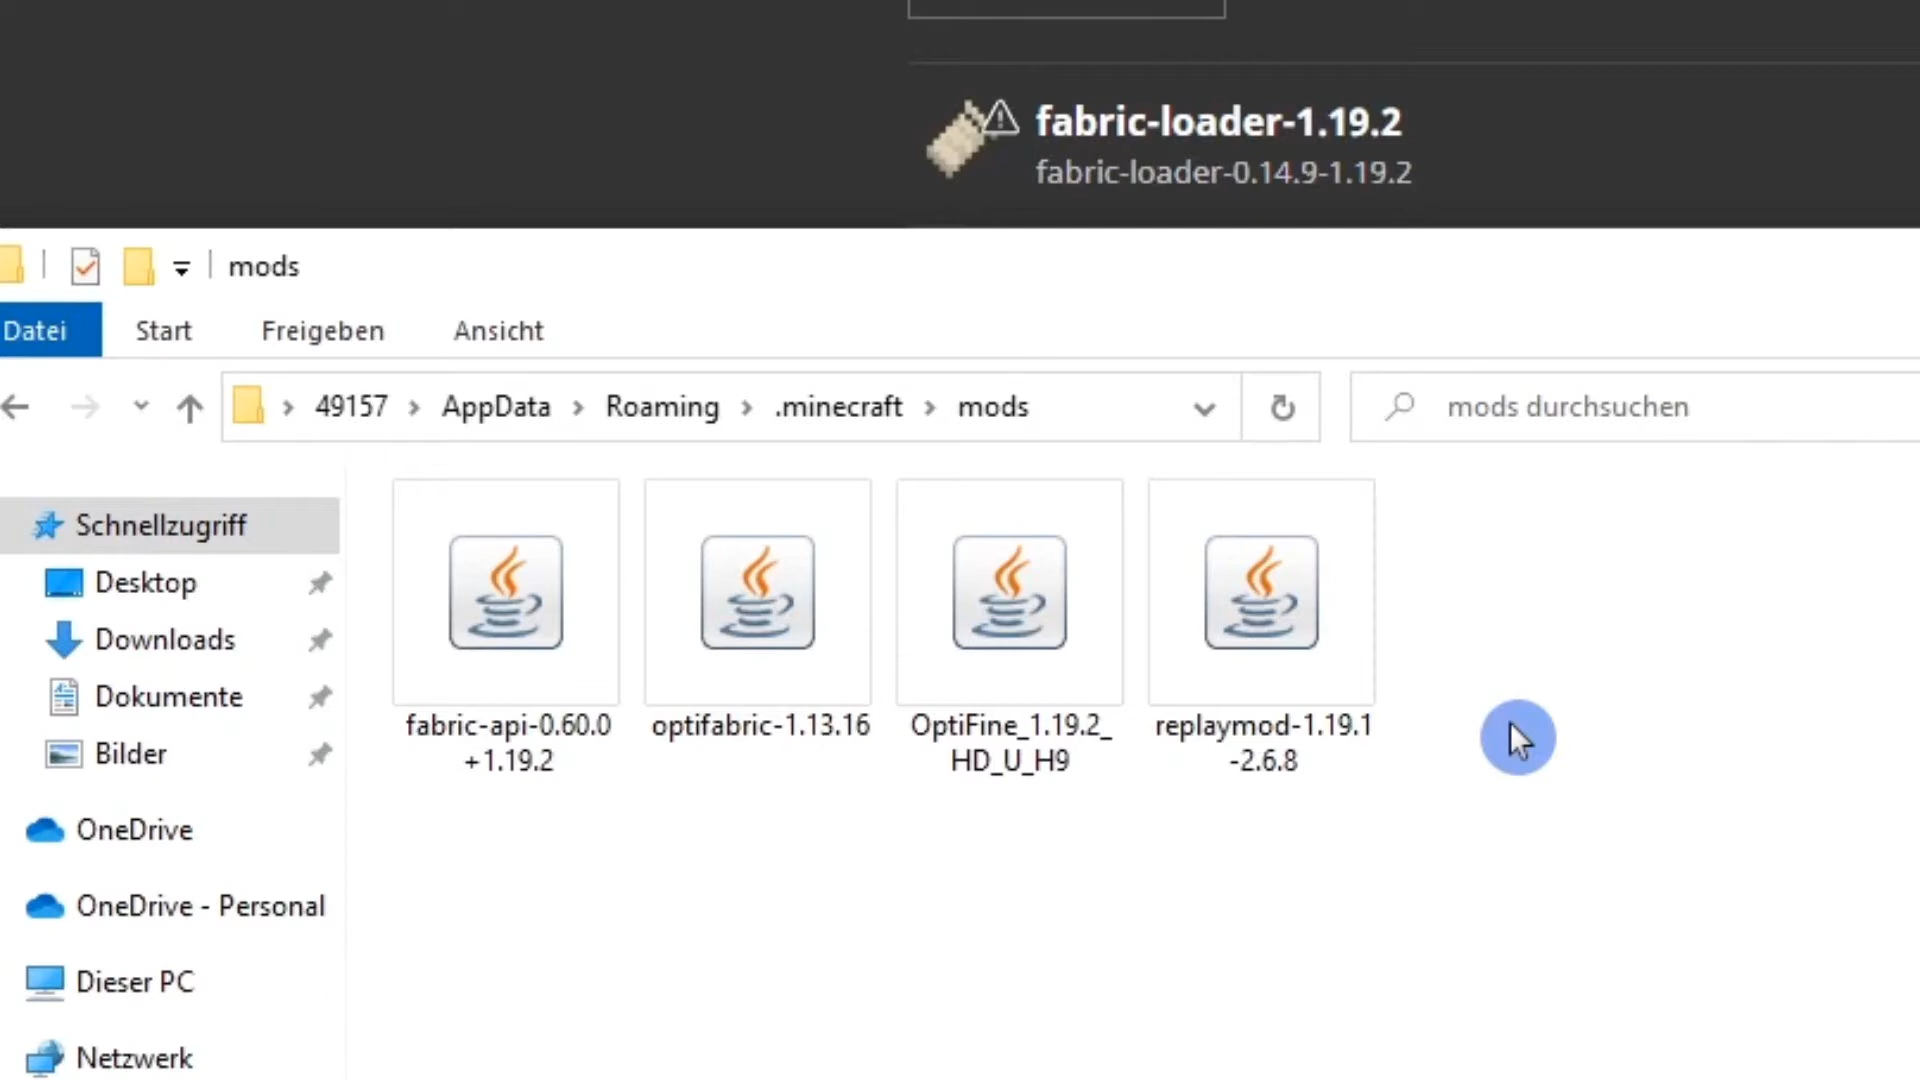 fabric-loader-1.19.2
fabric-loader-0.14.9-1.19.2
mods
Datei Start Freigeben Ansicht
49157 AppData Roaming .minecraft mods
mods durchsuchen
Schnellzugriff
Desktop
Downloads
Dokumente
Bilder
OneDrive
OneDrive - Personal
Dieser PC
Netzwerk
fabric-api-0.60.0
+1.19.2
optifabric-1.13.16
OptiFine_1.19.2_
HD_U_H9
replaymod-1.19.1
-2.6.8